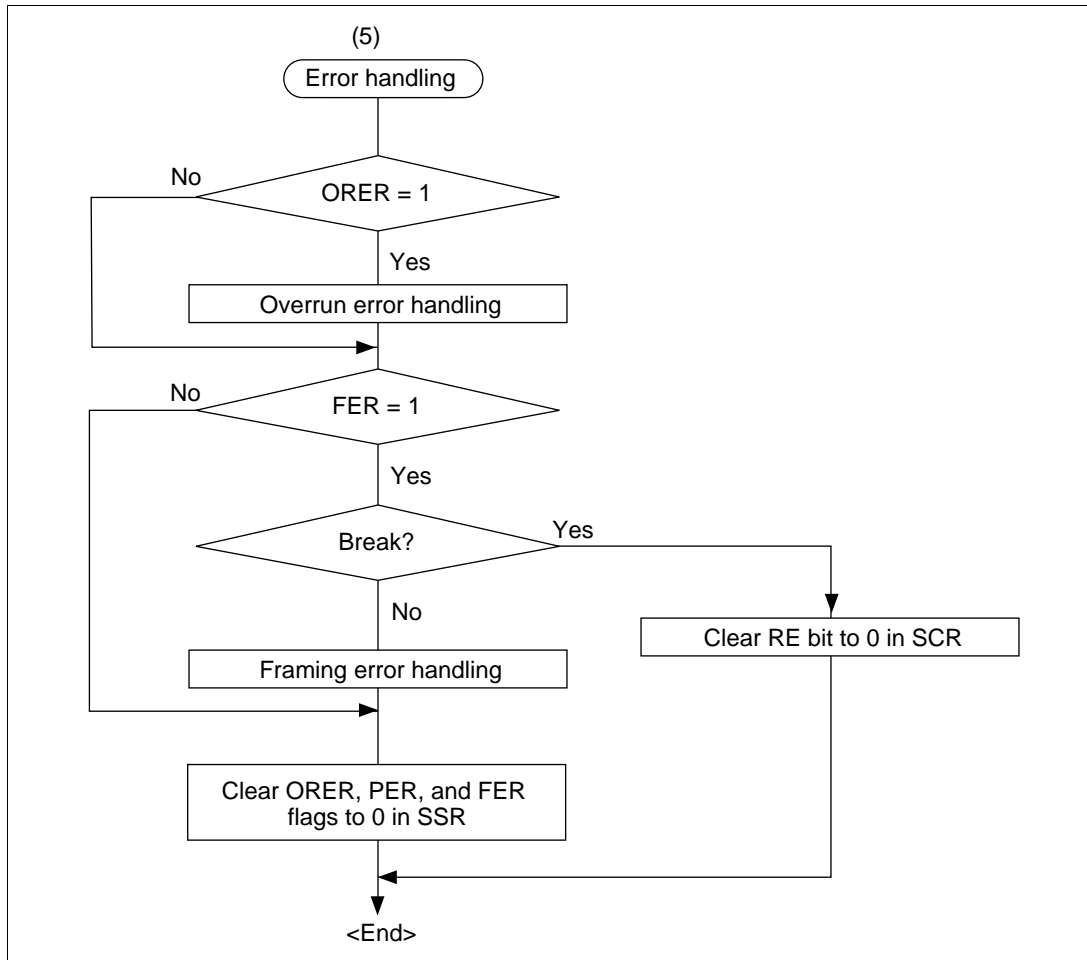 (5)
Error handling
No
ORER = 1
Yes
Overrun error handling
No
FER = 1
Yes
Break?
Yes
No
Clear RE bit to 0 in SCR
Framing error handling
Clear ORER, PER, and FER
flags to 0 in SSR
<End>